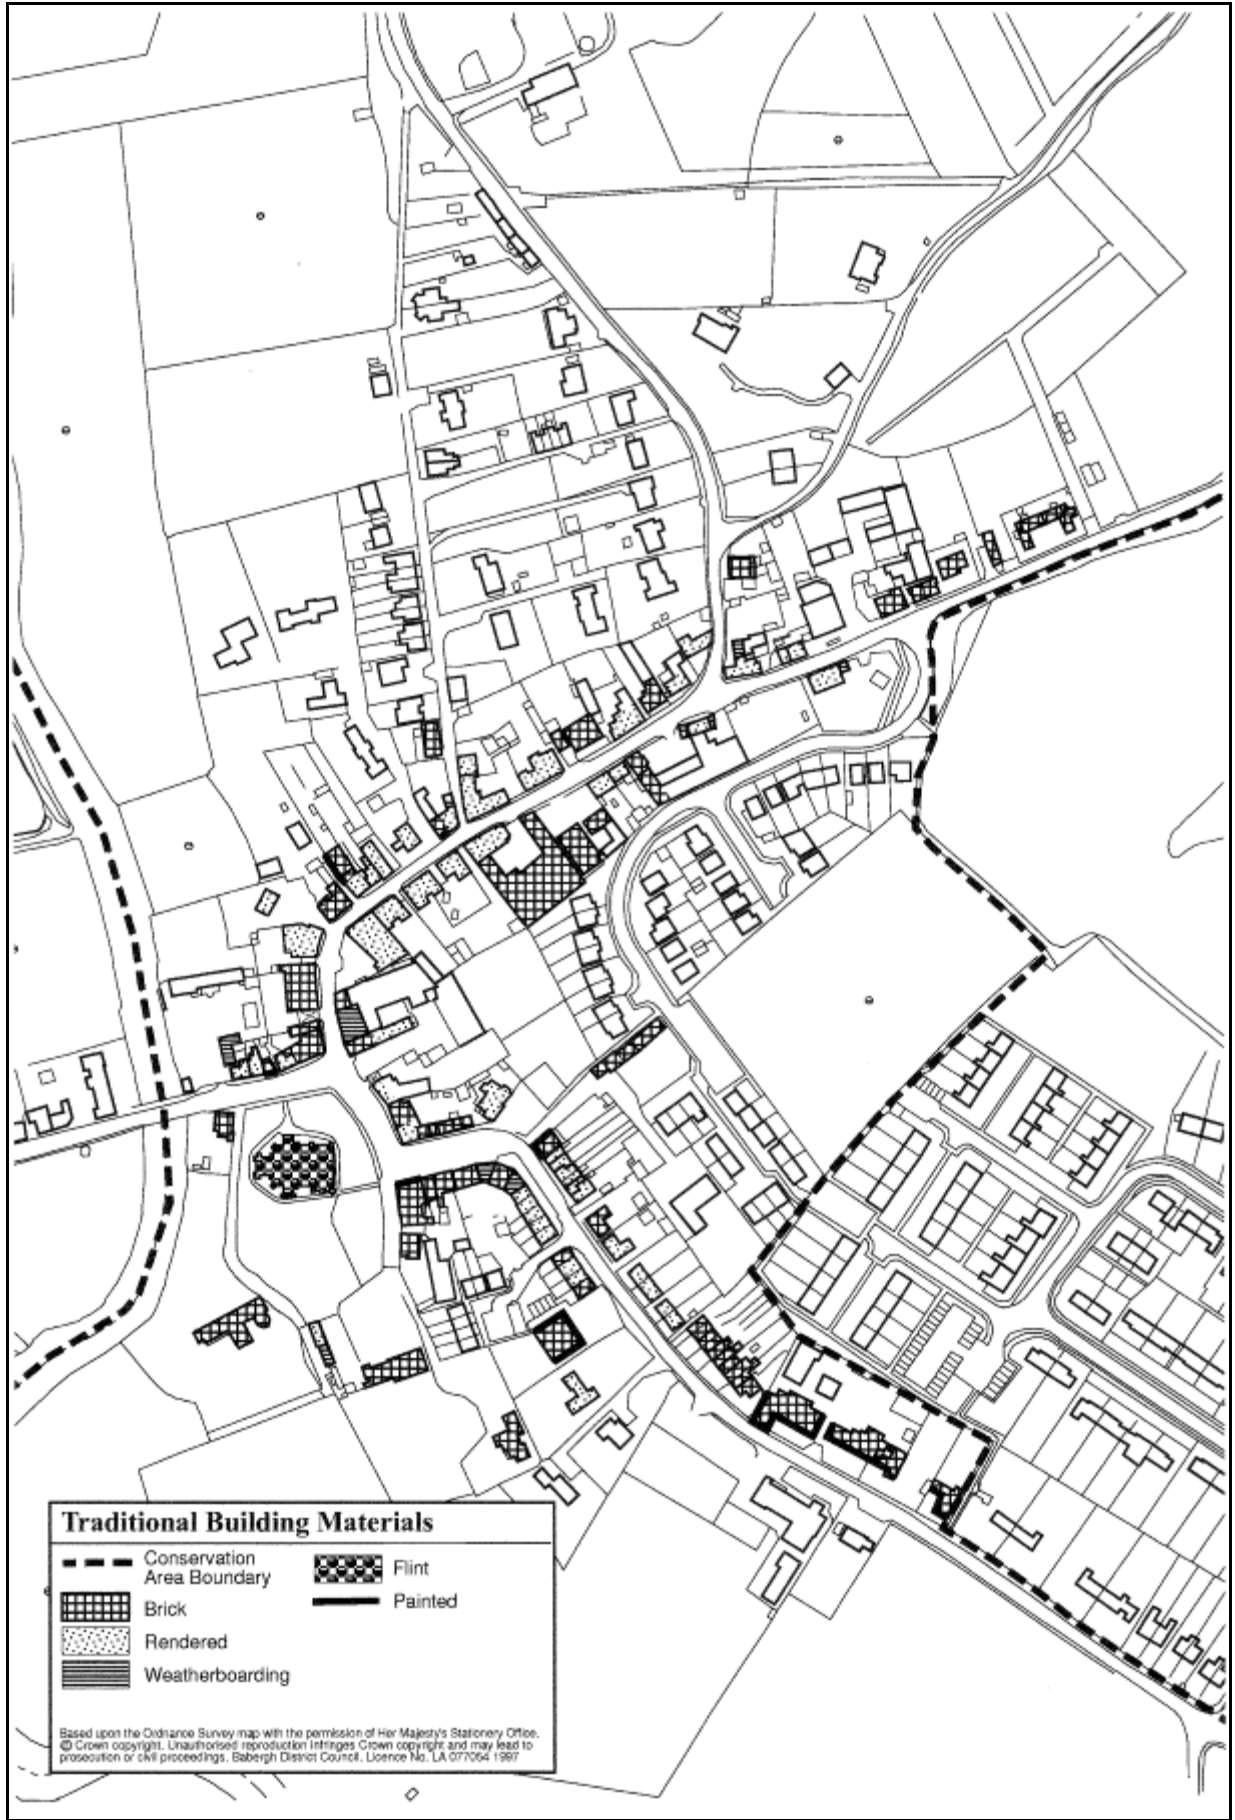 Traditional Building Materials
Conservation
Area Boundary
Brick
Rendered
Weatherboarding
Flint
Painted
Based upon the Ordnance Survey map with the permission of Her Majesty's Stationery Office.
© Crown copyright. Unauthorised reproduction infringes Crown copyright and may lead to
prosecution or civil proceedings. Babergh District Council. Licence No. LA 077054 1997